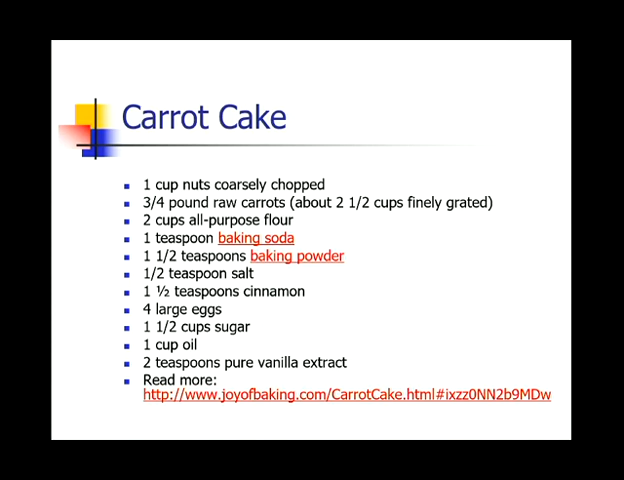 Carrot Cake
1 cup nuts coarsely chopped
3/4 pound raw carrots (about 2 1/2 cups finely grated)
2 cups all-purpose flour
1 teaspoon baking soda
1 1/2 teaspoons baking powder
1/2 teaspoon salt
1 ½ teaspoons cinnamon
4 large eggs
1 1/2 cups sugar
1 cup oil
2 teaspoons pure vanilla extract
Read more:
http://www.joyofbaking.com/CarrotCake.html#ixzz0NN2b9MDw